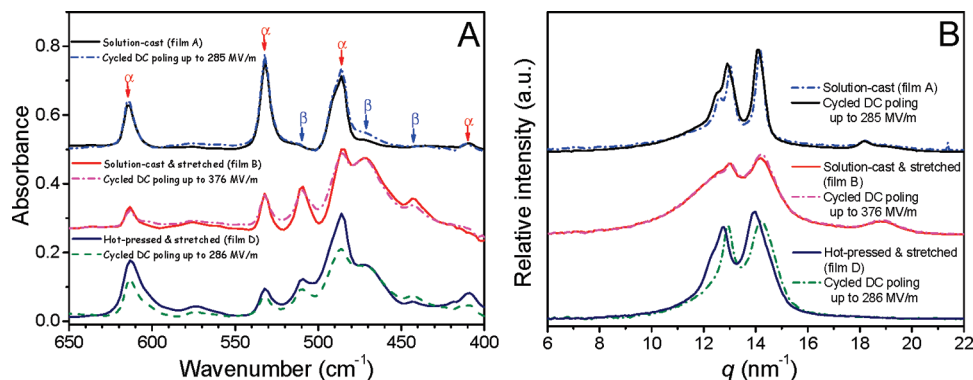 A
0.8
0.6
0.4
0.2
0.0
Absorbance
Solution-cast (film A)
Cycled DC poling up to 285 MV/m
α
α
α
β
β
β
α
Solution-cast & stretched (film B)
Cycled DC poling up to 376 MV/m
Hot-pressed & stretched (film D)
Cycled DC poling up to 286 MV/m
650
600
550
500
450
400
Wavenumber (cm⁻¹)
B
Relative intensity (a.u.)
Solution-cast (film A)
Cycled DC poling
up to 285 MV/m
Solution-cast & stretched
(film B)
Cycled DC poling
up to 376 MV/m
Hot-pressed & stretched
(film D)
Cycled DC poling
up to 286 MV/m
6
8
10
12
14
16
18
20
22
q (nm⁻¹)